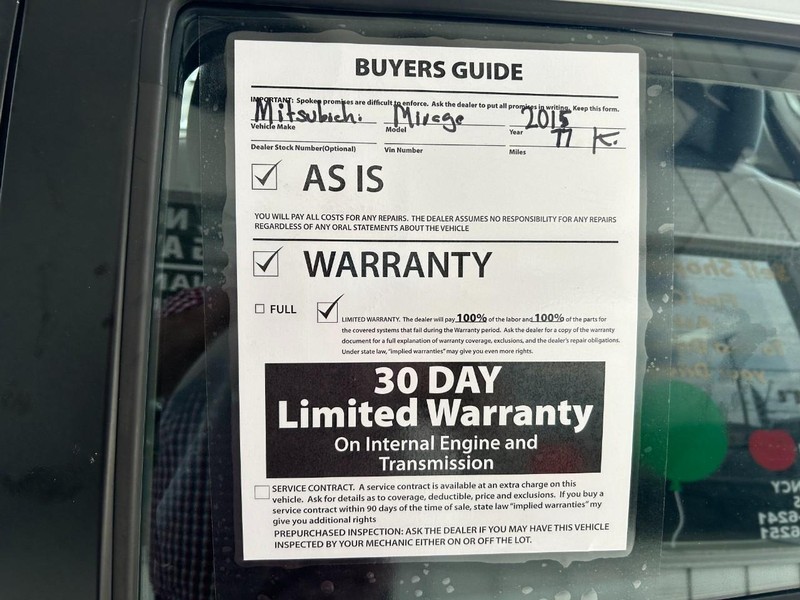 BUYERS GUIDE
IMPORTANT: Spoken promises are difficult to enforce. Ask the dealer to put all promises in writing. Keep this form.
Mitsubichi Mirage 2015
Vehicle Make Model Year
77 K.
Dealer Stock Number(Optional) Vin Number Miles
AS IS
YOU WILL PAY ALL COSTS FOR ANY REPAIRS. THE DEALER ASSUMES NO RESPONSIBILITY FOR ANY REPAIRS
REGARDLESS OF ANY ORAL STATEMENTS ABOUT THE VEHICLE
WARRANTY
FULL
LIMITED WARRANTY. The dealer will pay 100% of the labor and 100% of the parts for
the covered systems that fail during the Warranty period. Ask the dealer for a copy of the warranty
document for a full explanation of warranty coverage, exclusions, and the dealer's repair obligations.
Under state law, "implied warranties" may give you even more rights.
30 DAY
Limited Warranty
On Internal Engine and
Transmission
SERVICE CONTRACT. A service contract is available at an extra charge on this
vehicle. Ask for details as to coverage, deductible, price and exclusions. If you buy a
service contract within 90 days of the time of sale, state law "implied warranties" my
give you additional rights
PREPURCHASED INSPECTION: ASK THE DEALER IF YOU MAY HAVE THIS VEHICLE
INSPECTED BY YOUR MECHANIC EITHER ON OR OFF THE LOT.